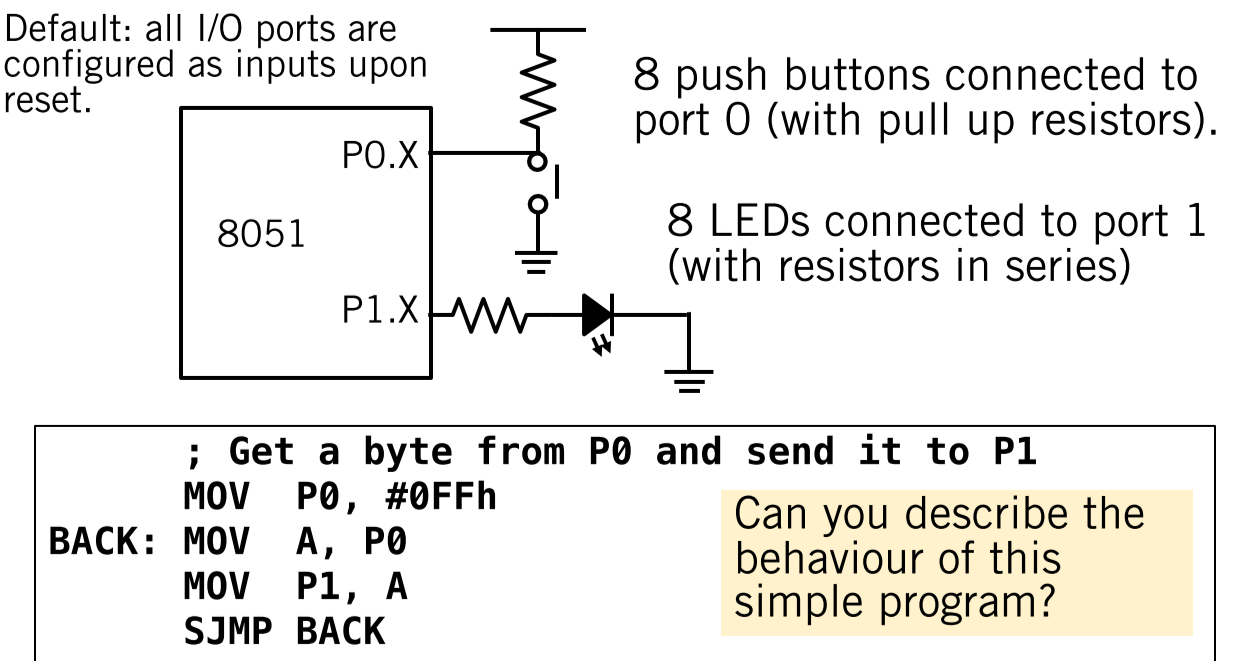 Default: all I/O ports are
configured as inputs upon
reset.
8 push buttons connected to
port 0 (with pull up resistors).
P0.X
8051
8 LEDs connected to port 1
(with resistors in series)
P1.X
; Get a byte from P0 and send it to P1
MOV P0, #0FFh
BACK: MOV A, P0
MOV P1, A
SJMP BACK
Can you describe the
behaviour of this
simple program?